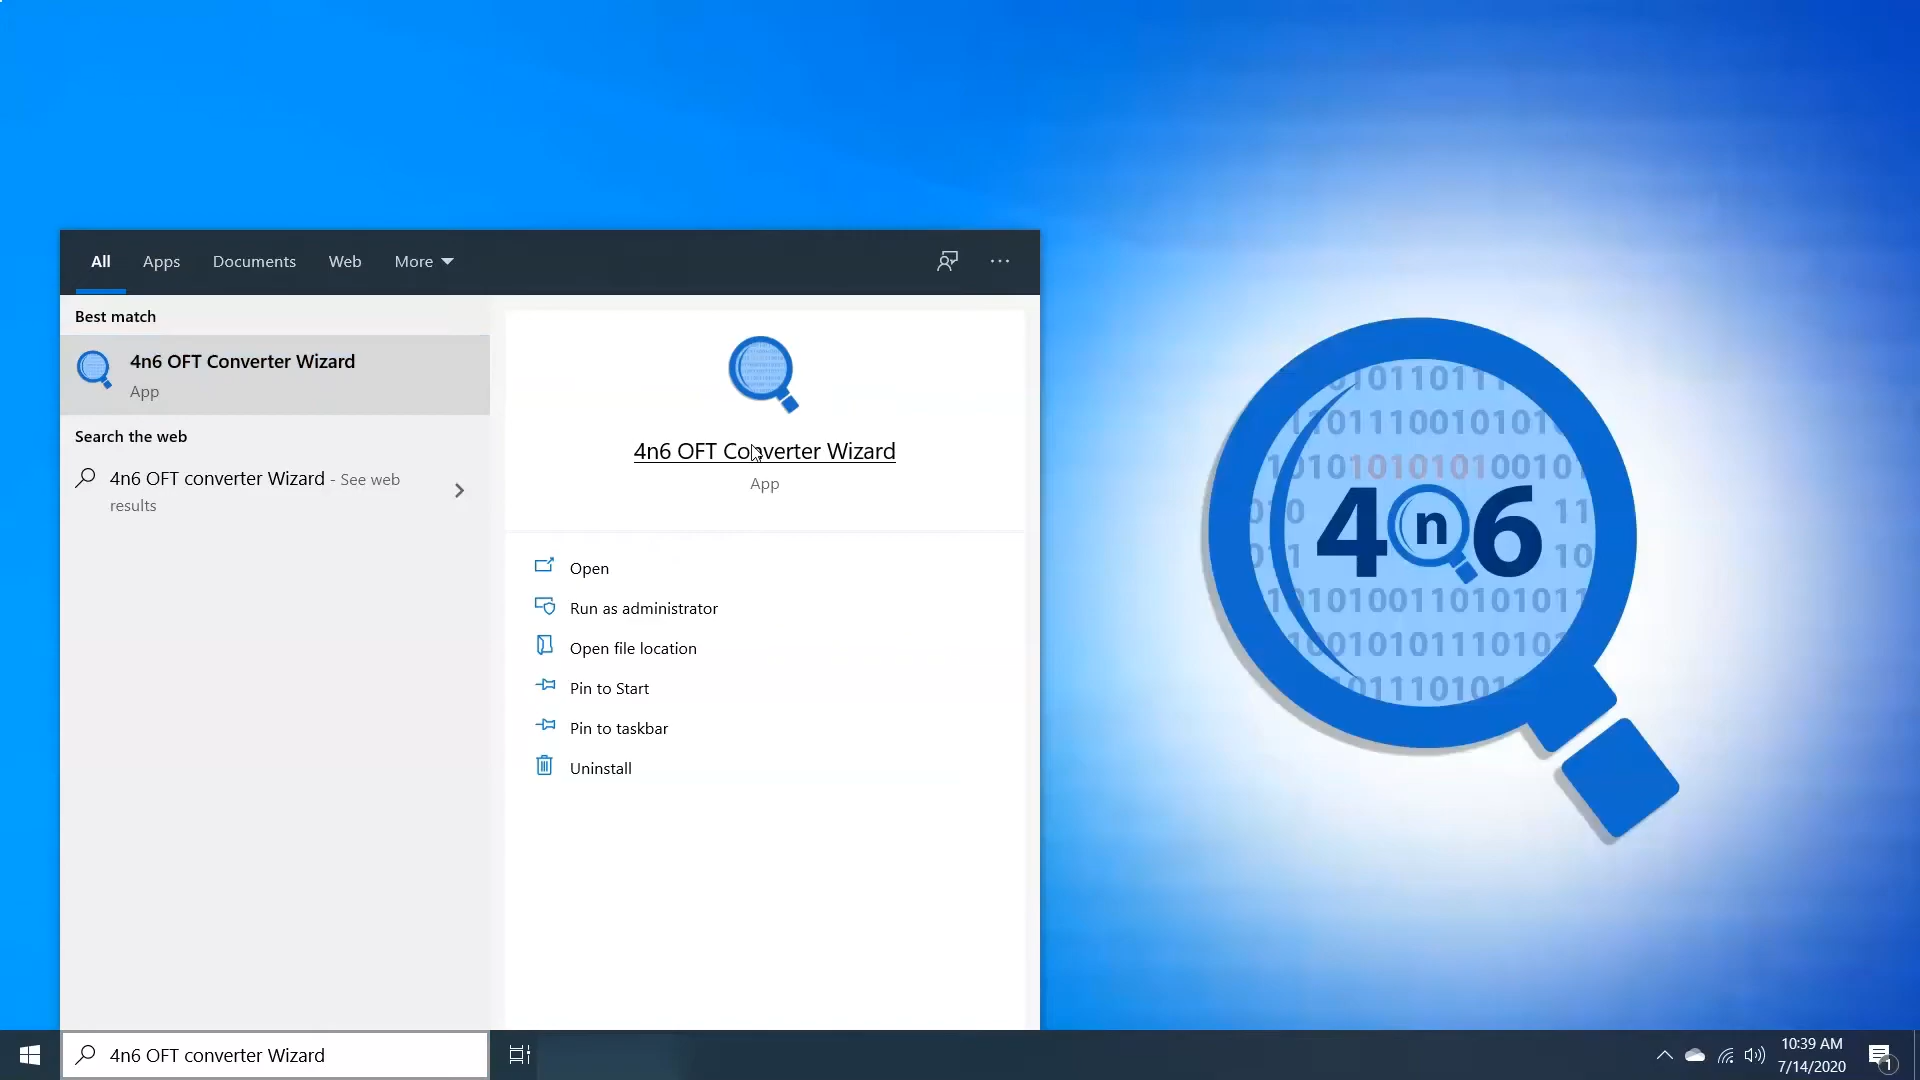 All
Apps
Documents
Web
More
Best match
4n6 OFT Converter Wizard
App
Search the web
4n6 OFT converter Wizard - See web
results
4n6 OFT Converter Wizard
App
Open
Run as administrator
Open file location
Pin to Start
Pin to taskbar
Uninstall
4n6
4n6 OFT converter Wizard
10:39 AM
7/14/2020
1